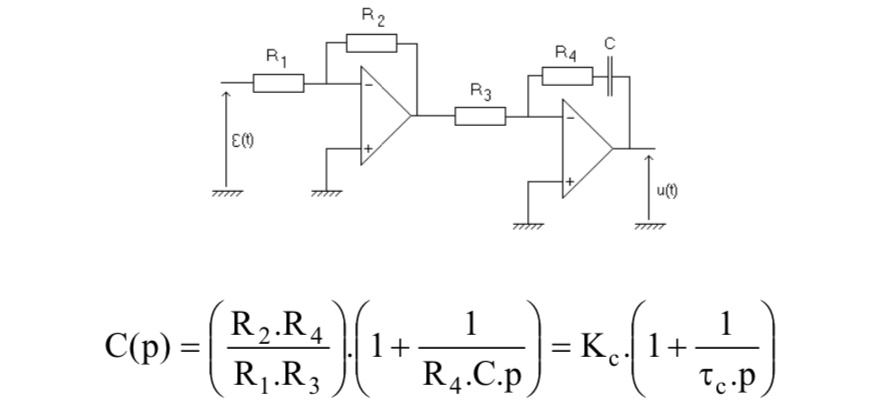 R2
R1
R4 C
R3
−
+
−
+
ε(t)
u(t)
C(p) = (R2.R4 / R1.R3).(1 + 1 / R4.C.p) = Kc.(1 + 1 / τc.p)